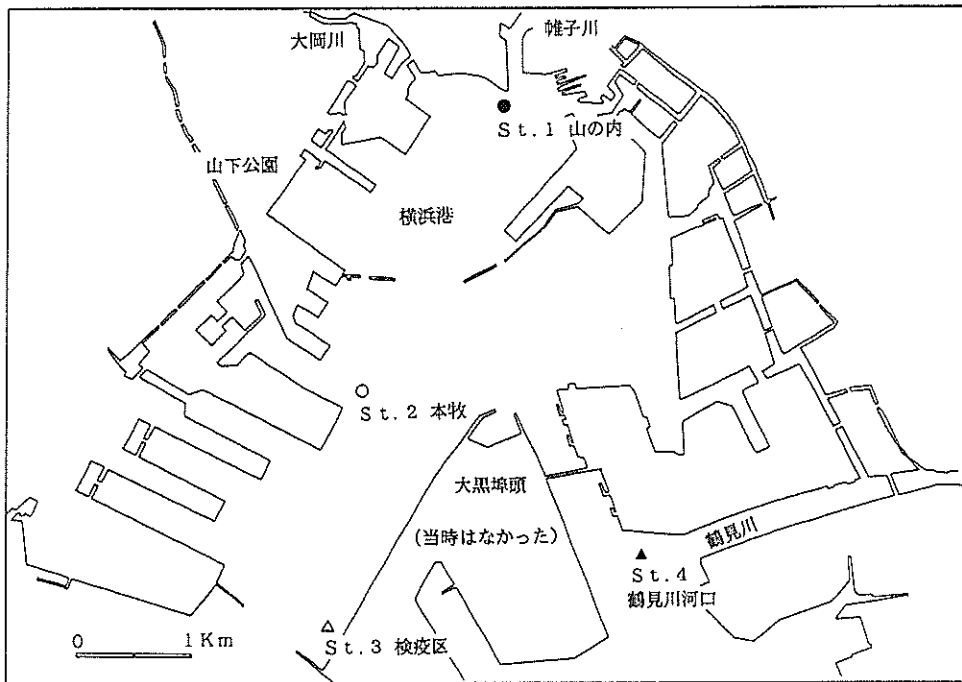 大岡川
帷子川
St.1 山の内
山下公園
横浜港
St.2 本牧
大黒埠頭
(当時はなかった)
鶴見川
St.4
鶴見川河口
0 1Km
St.3 検疫区